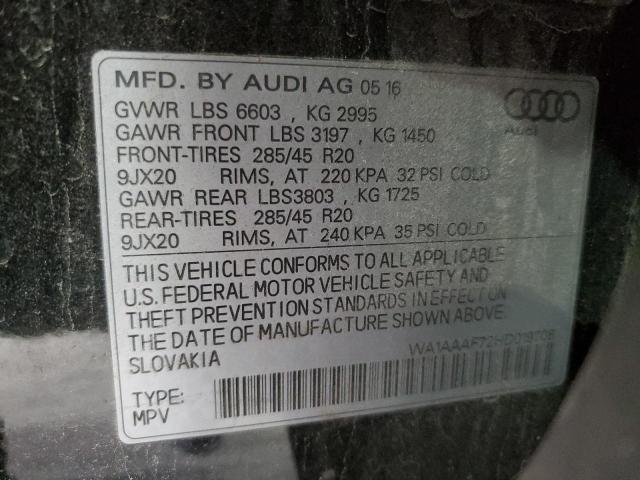 MFD. BY AUDI AG 05 16
GVWR LBS 6603 , KG 2995
GAWR FRONT LBS 3197 , KG 1450
FRONT-TIRES 285/45 R20
9JX20 RIMS, AT 220 KPA 32 PSI COLD
GAWR REAR LBS3803 , KG 1725
REAR-TIRES 285/45 R20
9JX20 RIMS, AT 240 KPA 35 PSI COLD
Audi
THIS VEHICLE CONFORMS TO ALL APPLICABLE
U.S. FEDERAL MOTOR VEHICLE SAFETY AND
THEFT PREVENTION STANDARDS IN EFFECT ON
THE DATE OF MANUFACTURE SHOWN ABOVE.
SLOVAKIA
TYPE:
MPV